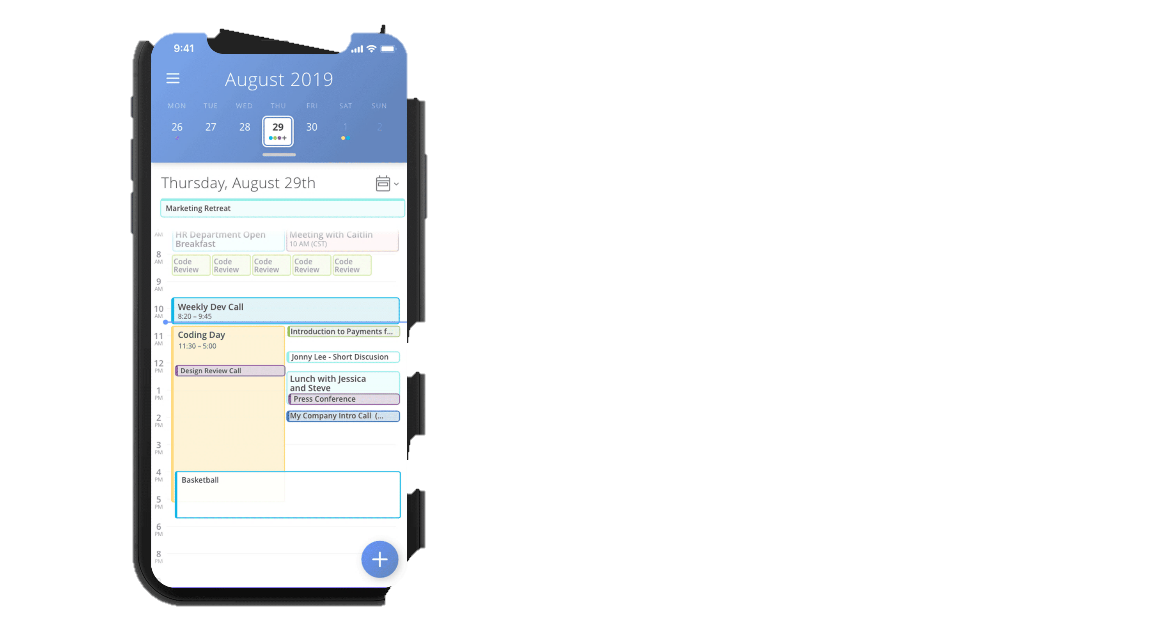 9:41
August 2019
MON TUE WED THU FRI SAT SUN
26 27 28 29 30 1 2
Thursday, August 29th
Marketing Retreat
AM
HR Department Open
Breakfast
Meeting with Caitlin
10 AM (CST)
8
AM
Code
Review
Code
Review
Code
Review
Code
Review
Code
Review
9
AM
10
AM
Weekly Dev Call
8:20 – 9:45
11
AM
Coding Day
11:30 – 5:00
Introduction to Payments f...
Jonny Lee - Short Discusion
12
PM
Design Review Call
Lunch with Jessica
and Steve
1
PM
Press Conference
2
PM
My Company Intro Call (...
3
PM
4
PM
Basketball
5
PM
6
PM
8
PM